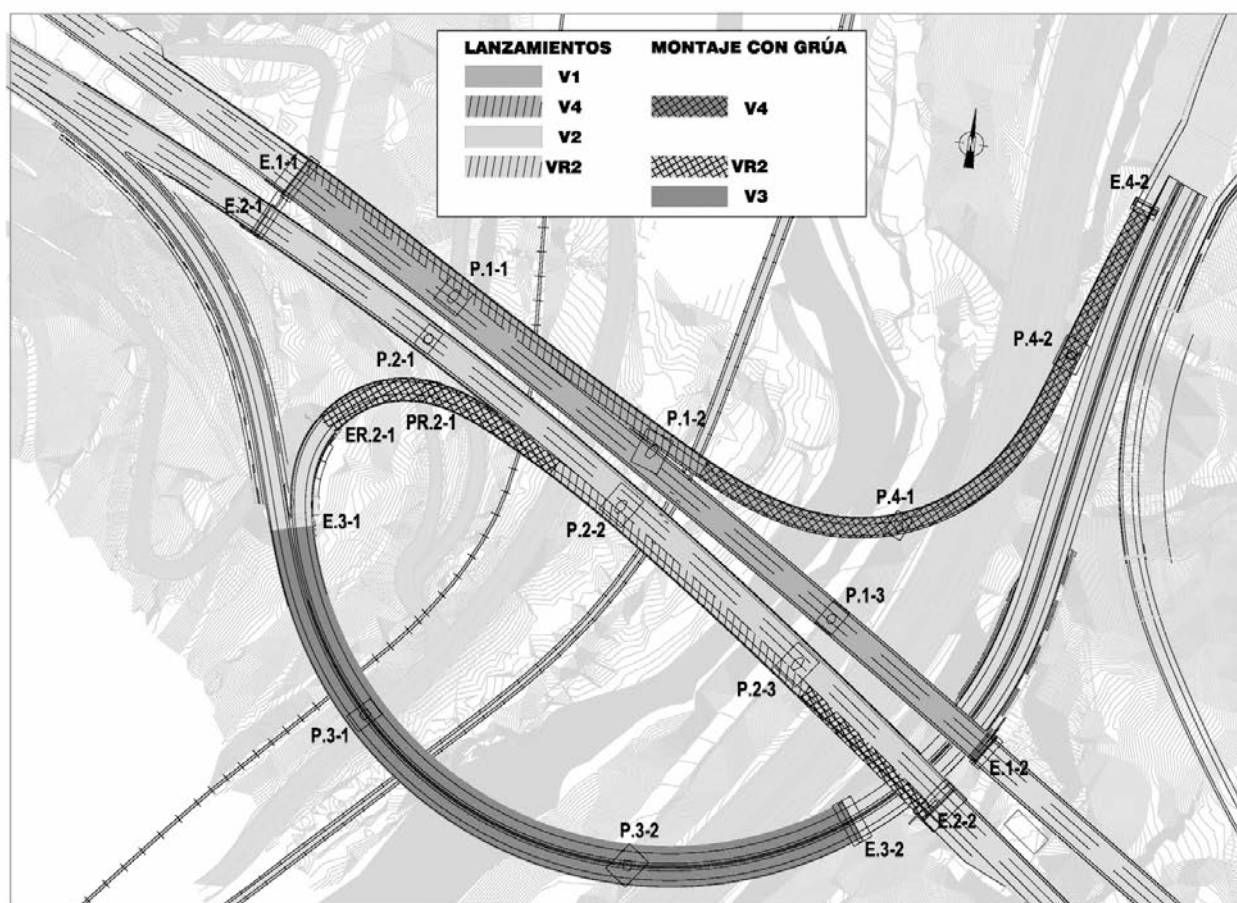 LANZAMIENTOS
MONTAJE CON GRÚA
V1
V4
V4
V2
VR2
VR2
V3
E.1-1
E.2-1
E.4-2
P.1-1
P.2-1
P.4-2
ER.2-1
PR.2-1
P.1-2
P.4-1
E.3-1
P.2-2
P.1-3
P.2-3
P.3-1
E.1-2
E.2-2
P.3-2
E.3-2